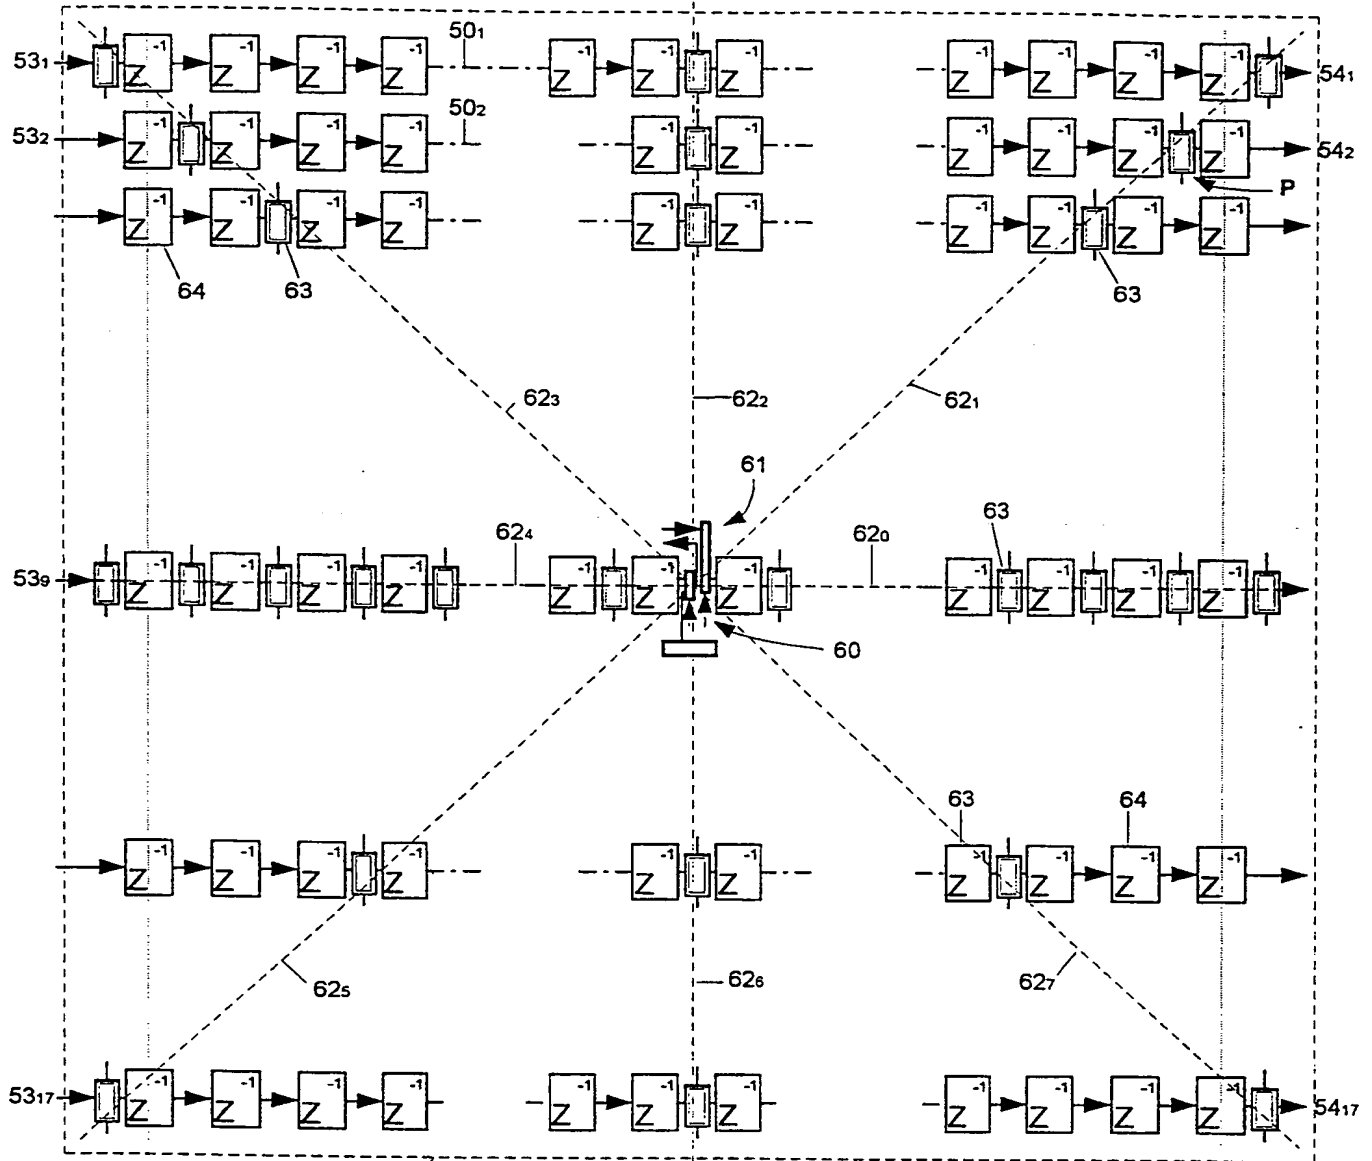 50₁
53₁ Z⁻¹ Z⁻¹ Z⁻¹ Z⁻¹ Z⁻¹ Z⁻¹ Z⁻¹ Z⁻¹ Z⁻¹ Z⁻¹ Z⁻¹ 54₁
50₂
53₂ Z⁻¹ Z⁻¹ Z⁻¹ Z⁻¹ Z⁻¹ Z⁻¹ Z⁻¹ Z⁻¹ Z⁻¹ Z⁻¹ 54₂
P
Z⁻¹ Z⁻¹ Z⁻¹ Z⁻¹ Z⁻¹ Z⁻¹ Z⁻¹ Z⁻¹ Z⁻¹ Z⁻¹
64 63 63
62₃ 62₂ 62₁
61
62₄ 62₀ 63
53₉ Z⁻¹ Z⁻¹ Z⁻¹ Z⁻¹ Z⁻¹ Z⁻¹ Z⁻¹ Z⁻¹ Z⁻¹ Z⁻¹ Z⁻¹
60
63 64
Z⁻¹ Z⁻¹ Z⁻¹ Z⁻¹ Z⁻¹ Z⁻¹ Z⁻¹ Z⁻¹ Z⁻¹ Z⁻¹
62₅ 62₆ 62₇
53₁₇ Z⁻¹ Z⁻¹ Z⁻¹ Z⁻¹ Z⁻¹ Z⁻¹ Z⁻¹ Z⁻¹ Z⁻¹ Z⁻¹ Z⁻¹ 54₁₇